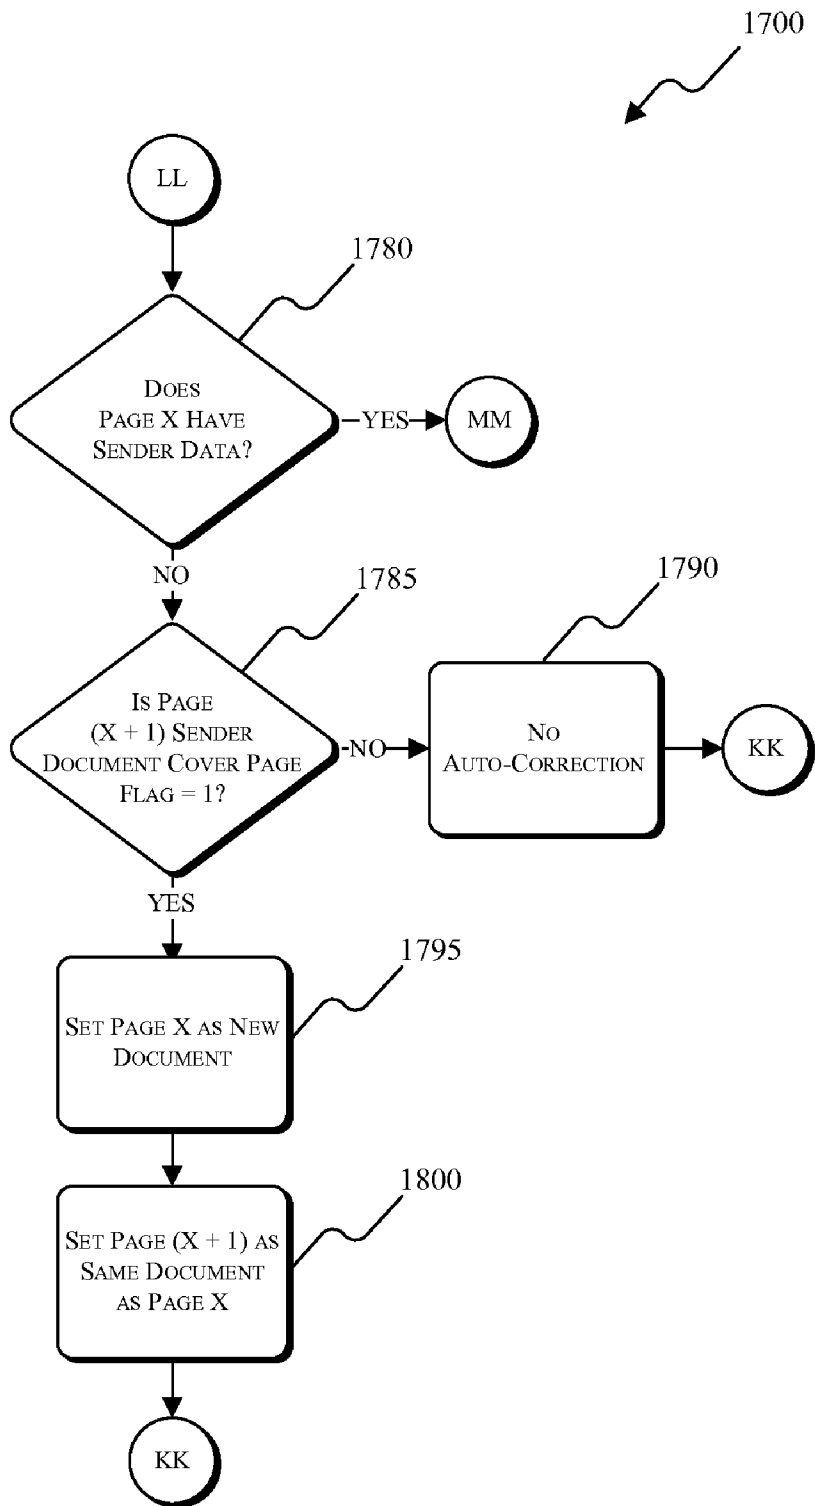 1700
LL
1780
Does
Page X Have
Sender Data?
YES
MM
NO
1785
1790
Is Page
(X + 1) Sender
Document Cover Page
Flag = 1?
NO
No
Auto-Correction
KK
YES
1795
Set Page X as New
Document
1800
Set Page (X + 1) as
Same Document
as Page X
KK